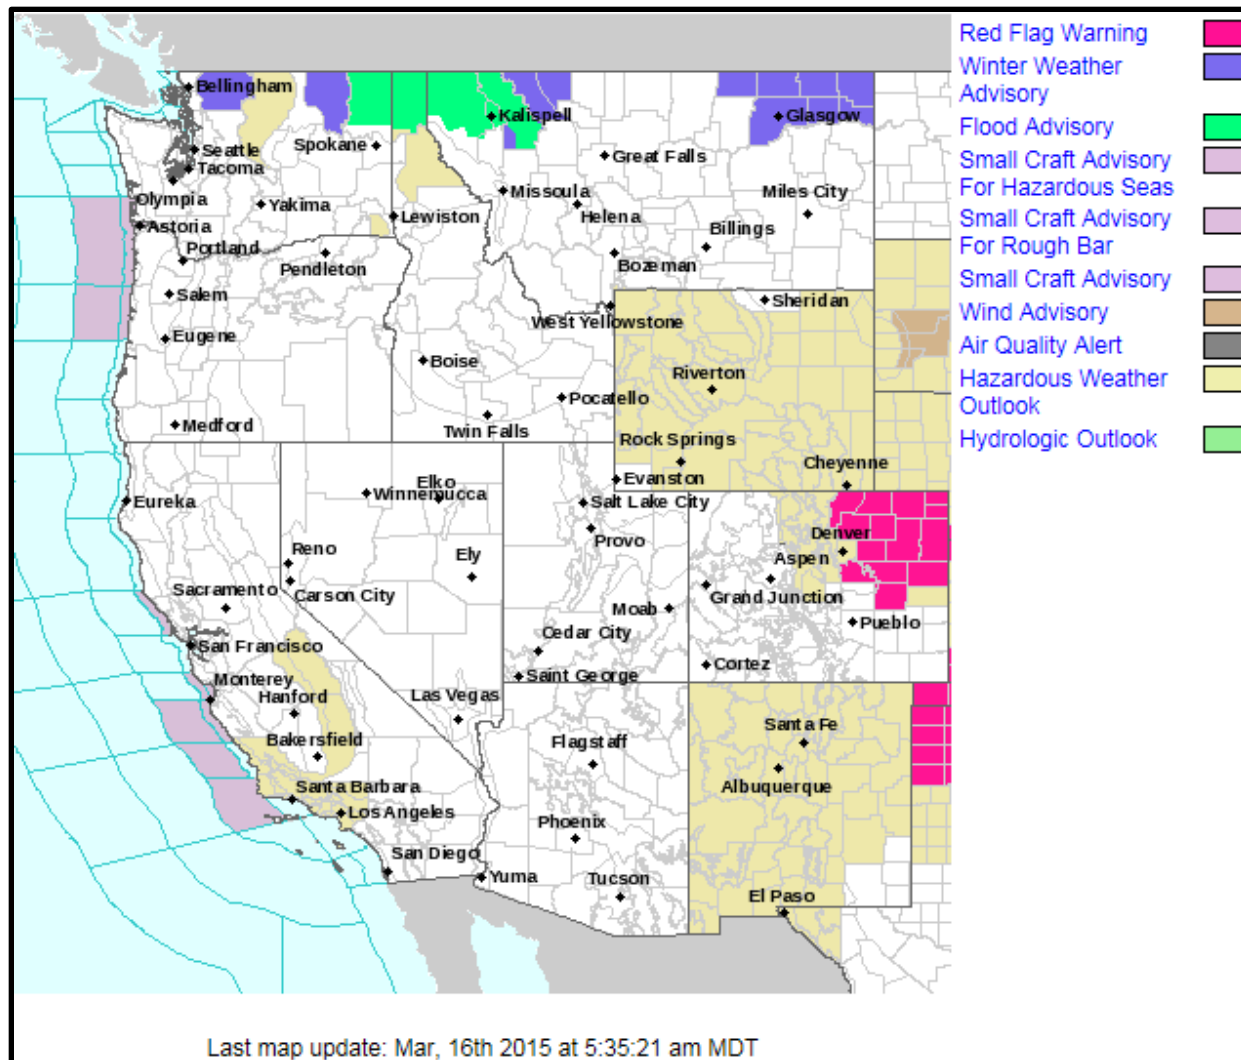 Red Flag Warning
Winter Weather
Advisory
Flood Advisory
Small Craft Advisory
For Hazardous Seas
Small Craft Advisory
For Rough Bar
Small Craft Advisory
Wind Advisory
Air Quality Alert
Hazardous Weather
Outlook
Hydrologic Outlook
Bellingham
Kalispell
Glasgow
Seattle
Spokane
Tacoma
Great Falls
Olympia
Yakima
Missoula
Miles City
Helena
Astoria
Lewiston
Billings
Portland
Pendleton
Bozeman
Salem
Sheridan
West Yellowstone
Eugene
Boise
Riverton
Pocatello
Medford
Twin Falls
Rock Springs
Cheyenne
Elko
Evanston
Eureka
Winnemucca
Salt Lake City
Provo
Denver
Reno
Ely
Aspen
Sacramento
Carson City
Grand Junction
Moab
Pueblo
Cedar City
San Francisco
Cortez
Saint George
Monterey
Hanford
Las Vegas
Santa Fe
Bakersfield
Flagstaff
Albuquerque
Santa Barbara
Los Angeles
Phoenix
San Diego
Yuma
Tucson
El Paso
Last map update: Mar, 16th 2015 at 5:35:21 am MDT